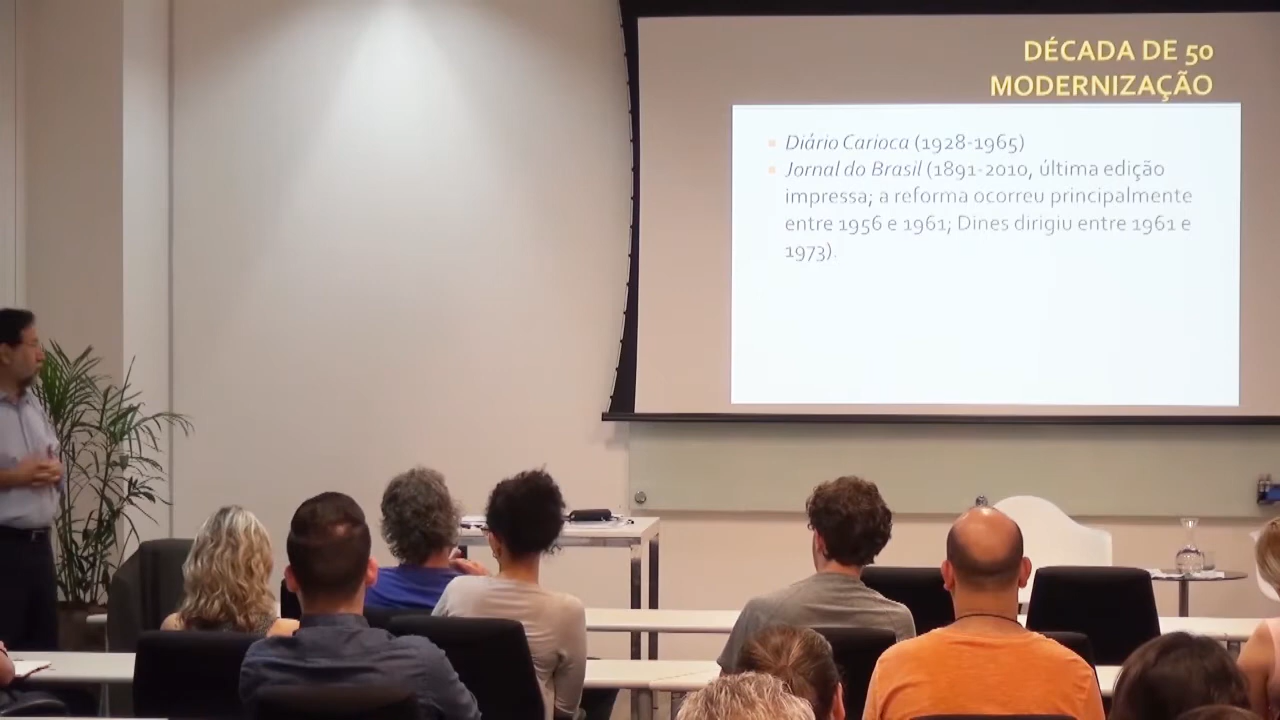 DÉCADA DE 50
MODERNIZAÇÃO
Diário Carioca (1928-1965)
Jornal do Brasil (1891-2010, última edição
impressa; a reforma ocorreu principalmente
entre 1956 e 1961; Dines dirigiu entre 1961 e
1973).